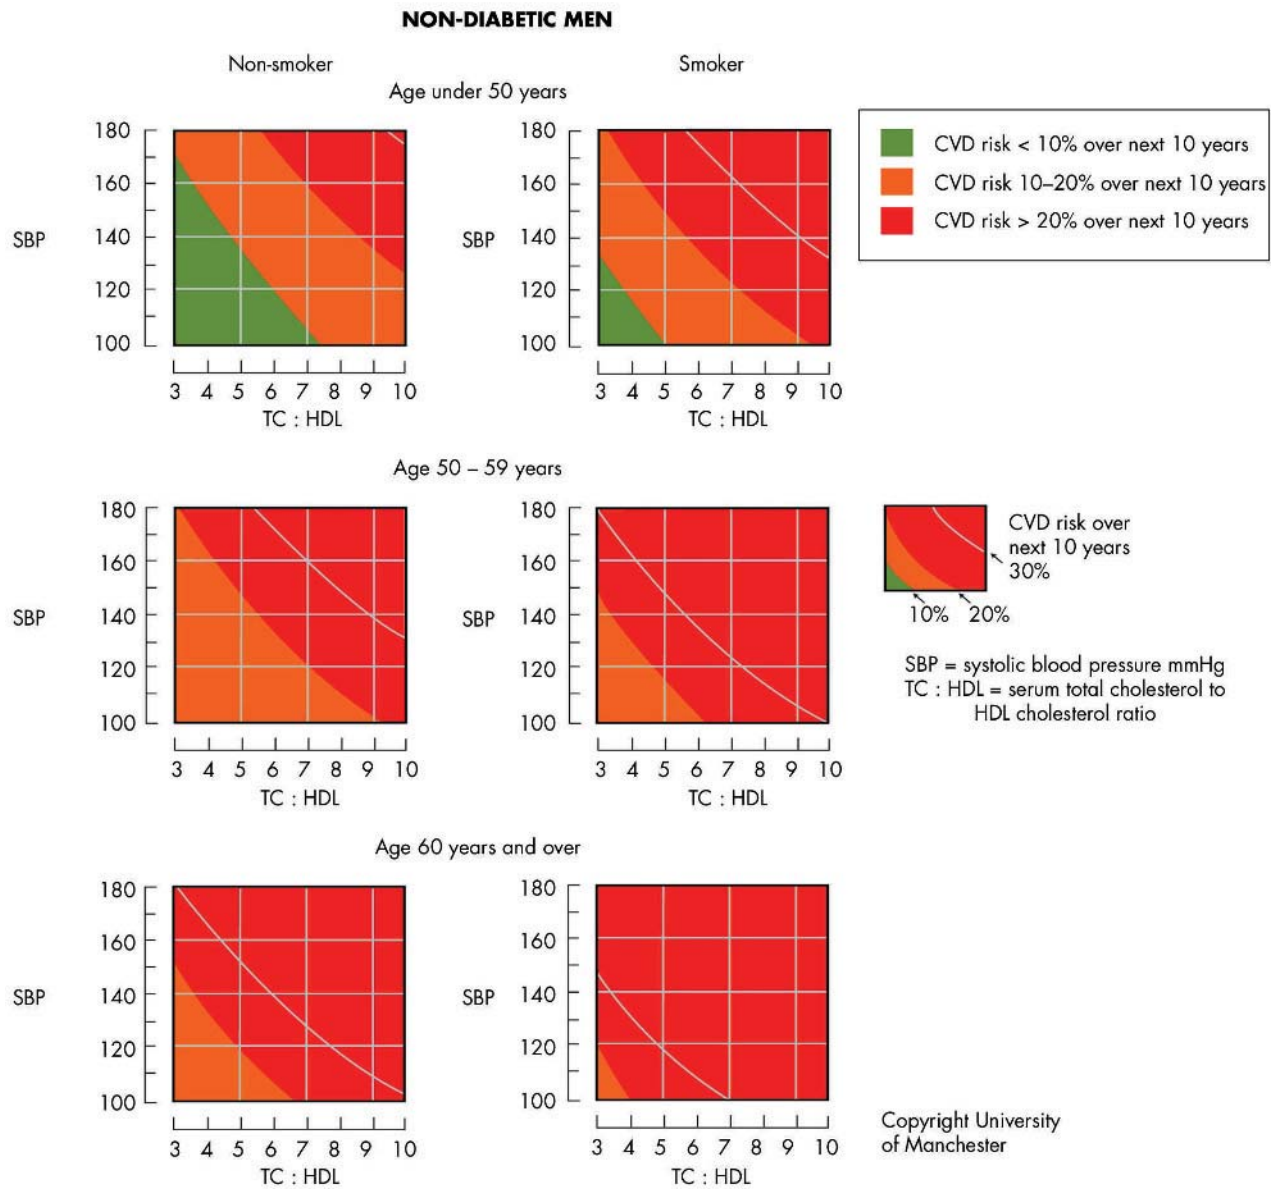 NON-DIABETIC MEN
Non-smoker
Smoker
Age under 50 years
180
160
SBP
140
120
100
3 4 5 6 7 8 9 10
TC : HDL
180
160
SBP
140
120
100
3 4 5 6 7 8 9 10
TC : HDL
CVD risk < 10% over next 10 years
CVD risk 10–20% over next 10 years
CVD risk > 20% over next 10 years
Age 50 – 59 years
180
160
SBP
140
120
100
3 4 5 6 7 8 9 10
TC : HDL
180
160
SBP
140
120
100
3 4 5 6 7 8 9 10
TC : HDL
CVD risk over
next 10 years
30%
10% 20%
SBP = systolic blood pressure mmHg
TC : HDL = serum total cholesterol to
HDL cholesterol ratio
Age 60 years and over
180
160
SBP
140
120
100
3 4 5 6 7 8 9 10
TC : HDL
180
160
SBP
140
120
100
3 4 5 6 7 8 9 10
TC : HDL
Copyright University
of Manchester